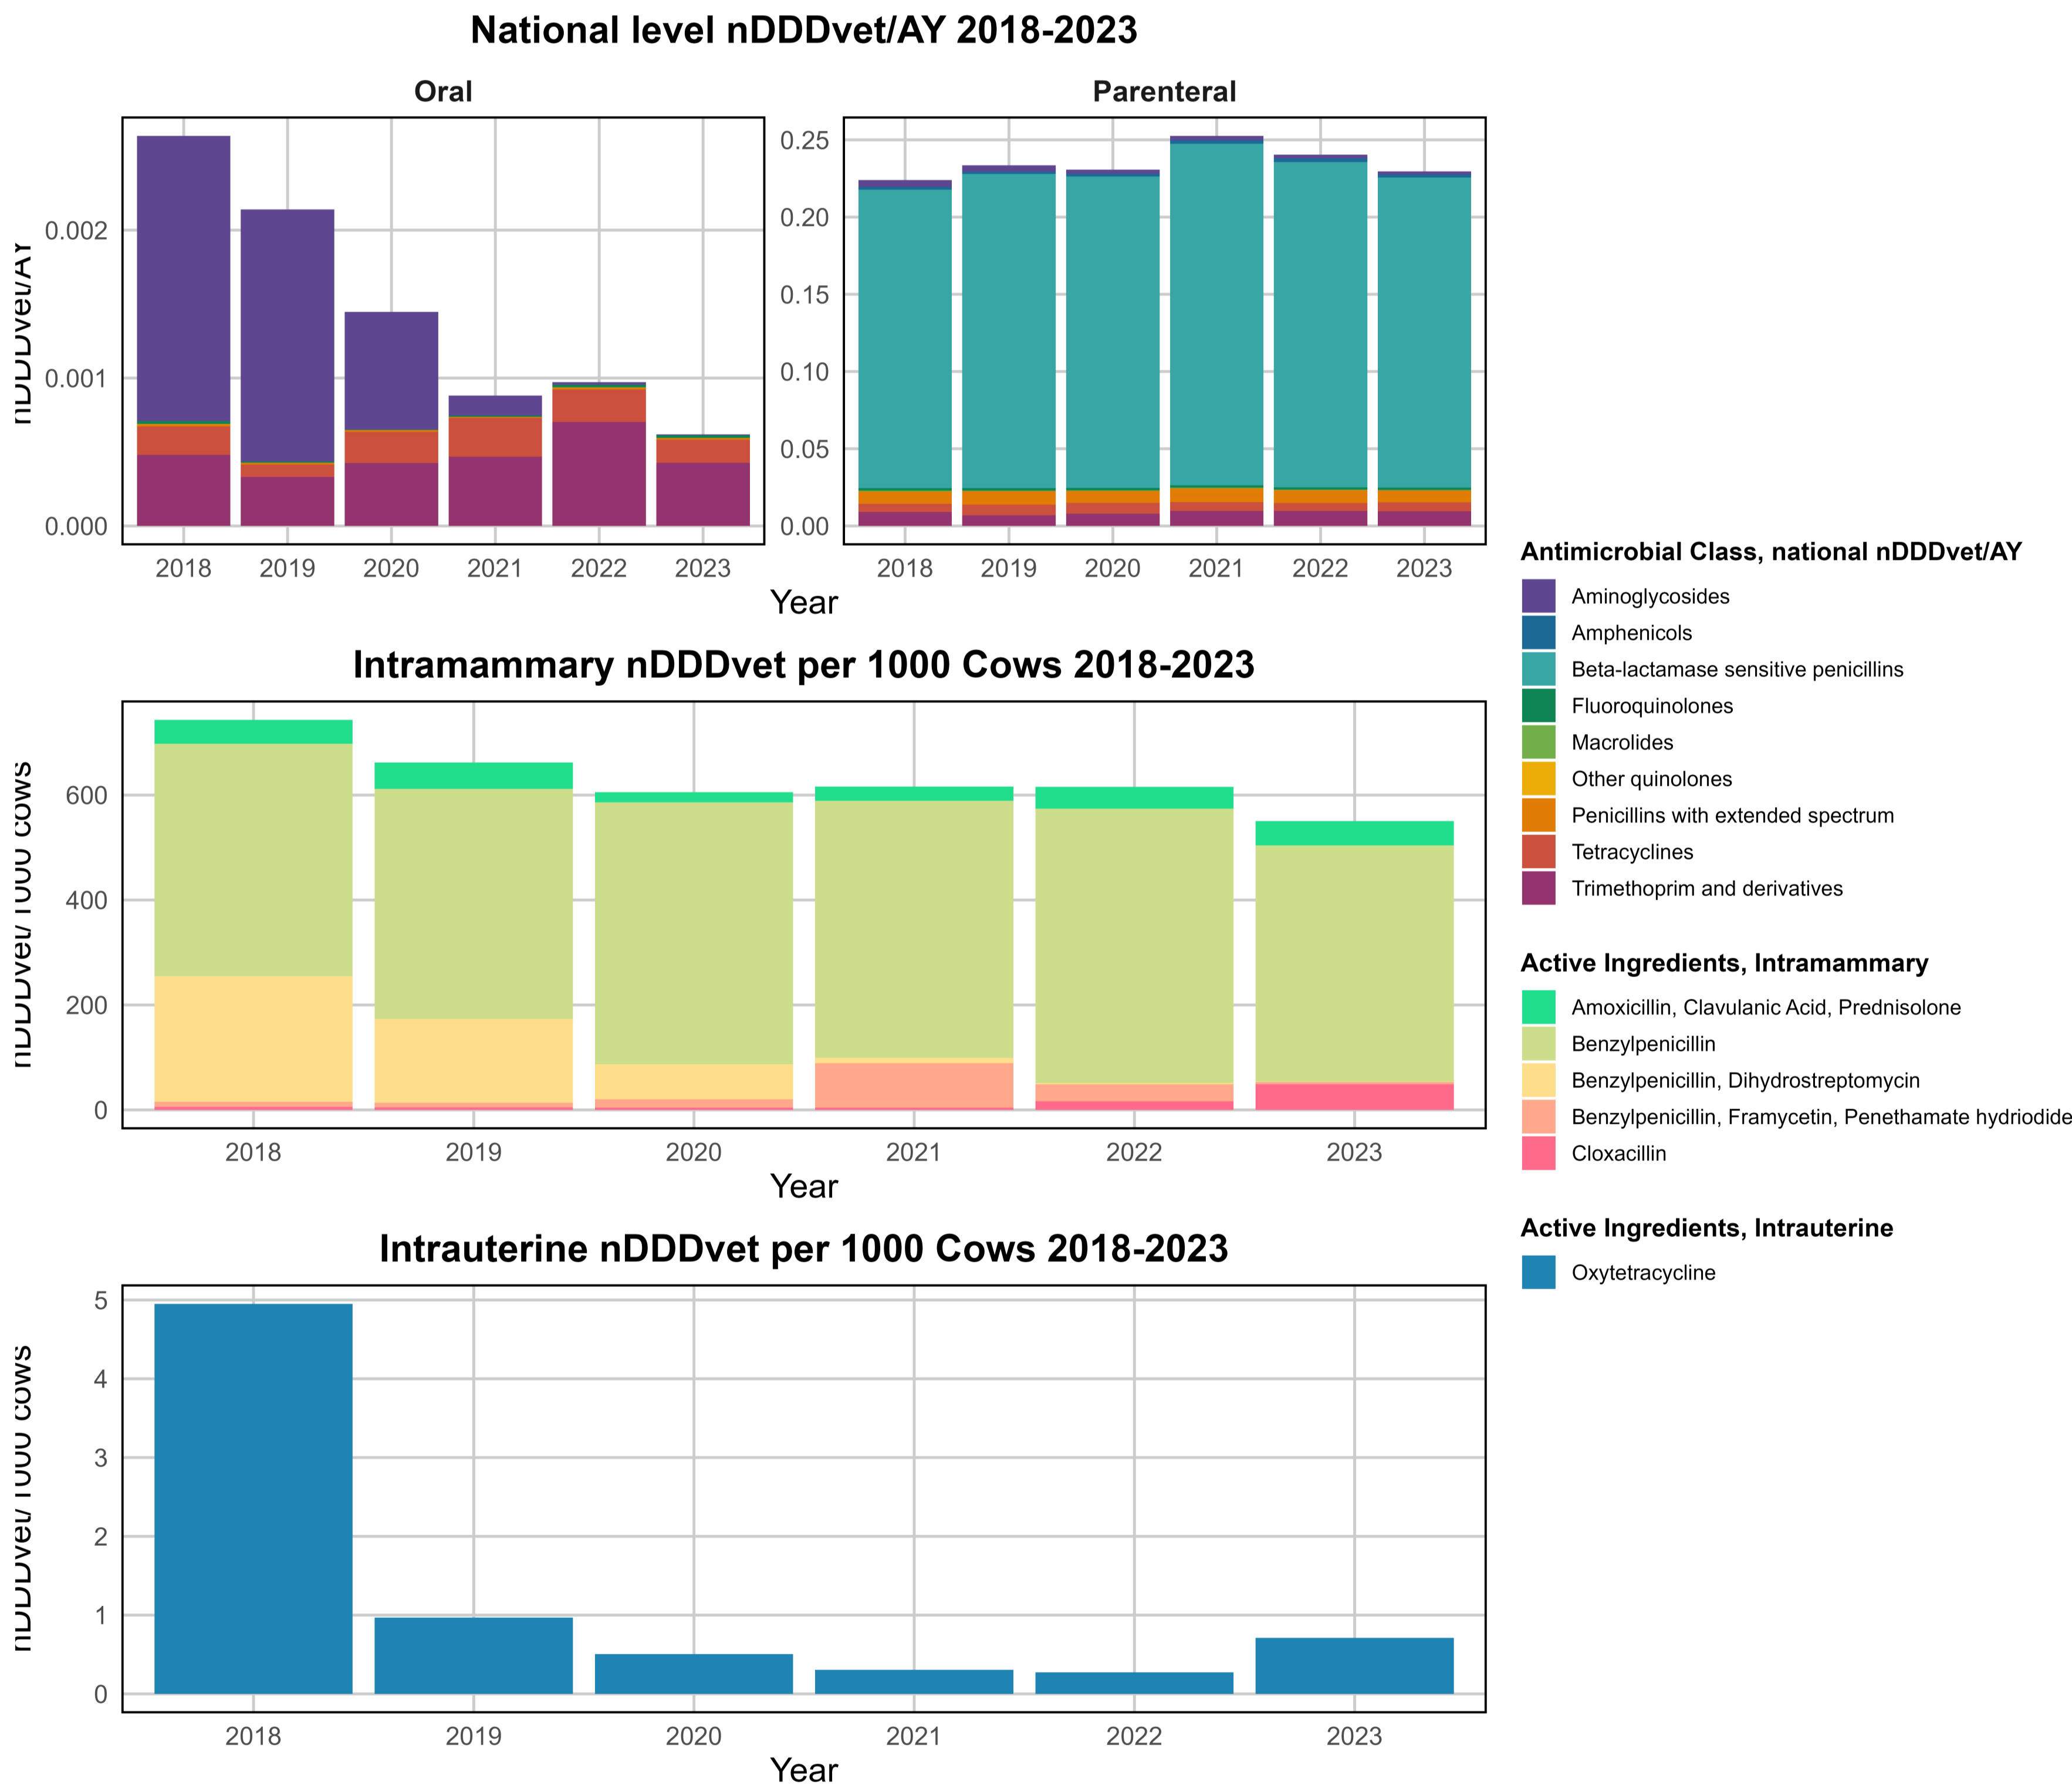 National level nDDDvet/AY 2018-2023
Oral
Parenteral
nDDDvet/AY
0.002
0.001
0.000
0.25
0.20
0.15
0.10
0.05
0.00
2018 2019 2020 2021 2022 2023
2018 2019 2020 2021 2022 2023
Year
Intramammary nDDDvet per 1000 Cows 2018-2023
nDDDvet/1000 cows
600
400
200
0
2018 2019 2020 2021 2022 2023
Year
Intrauterine nDDDvet per 1000 Cows 2018-2023
nDDDvet/1000 cows
5
4
3
2
1
0
2018 2019 2020 2021 2022 2023
Year
Antimicrobial Class, national nDDDvet/AY
Aminoglycosides
Amphenicols
Beta-lactamase sensitive penicillins
Fluoroquinolones
Macrolides
Other quinolones
Penicillins with extended spectrum
Tetracyclines
Trimethoprim and derivatives
Active Ingredients, Intramammary
Amoxicillin, Clavulanic Acid, Prednisolone
Benzylpenicillin
Benzylpenicillin, Dihydrostreptomycin
Benzylpenicillin, Framycetin, Penethamate hydriodide
Cloxacillin
Active Ingredients, Intrauterine
Oxytetracycline